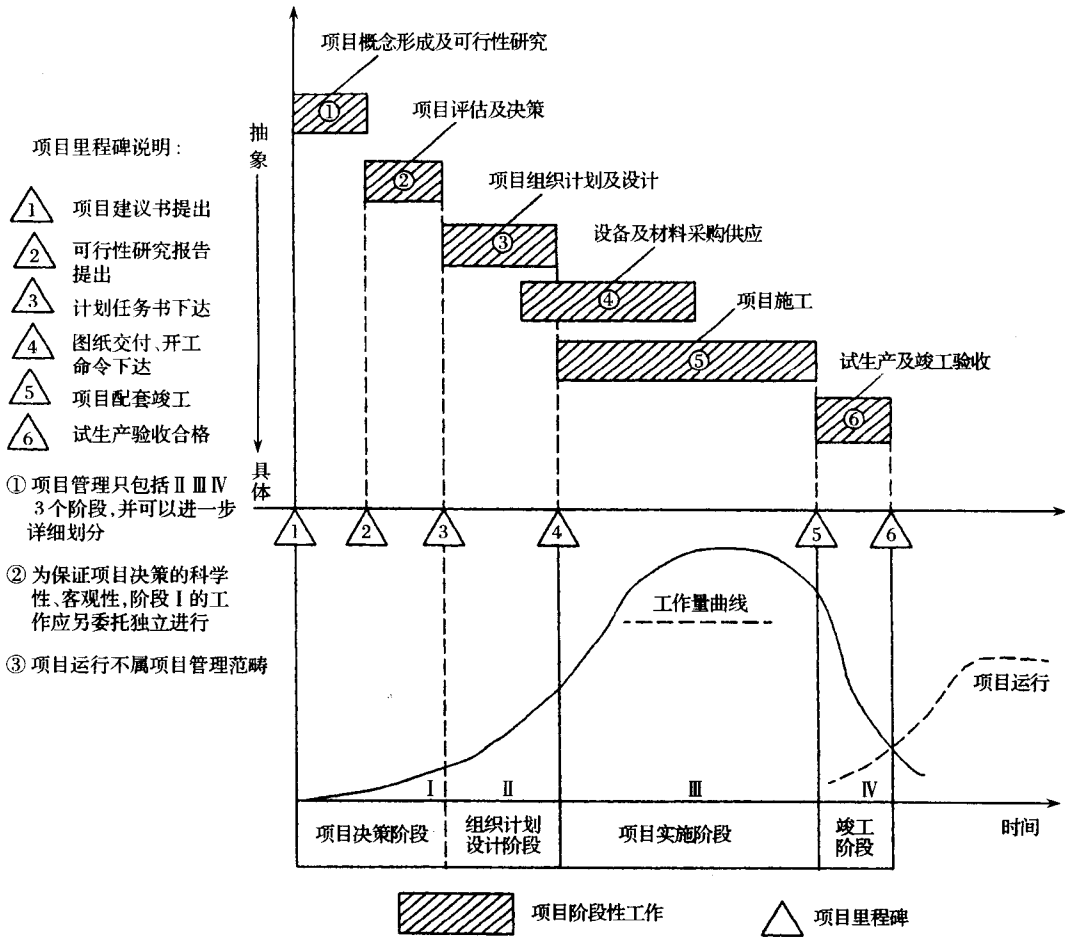 项目概念形成及可行性研究
①
项目评估及决策
②
项目组织计划及设计
③
设备及材料采购供应
④
项目施工
⑤
试生产及竣工验收
⑥
抽
象
具
体
项目里程碑说明:
1 项目建议书提出
2 可行性研究报告
提出
3 计划任务书下达
4 图纸交付、开工
命令下达
5 项目配套竣工
6 试生产验收合格
① 项目管理只包括ⅡⅢⅣ
3个阶段,并可以进一步
详细划分
② 为保证项目决策的科学
性、客观性,阶段Ⅰ的工
作应另委托独立进行
③ 项目运行不属项目管理范畴
1 2 3 4 5 6
工作量曲线
项目运行
Ⅰ Ⅱ Ⅲ Ⅳ
时间
项目决策阶段
组织计划
设计阶段
项目实施阶段
竣工
阶段
项目阶段性工作
项目里程碑